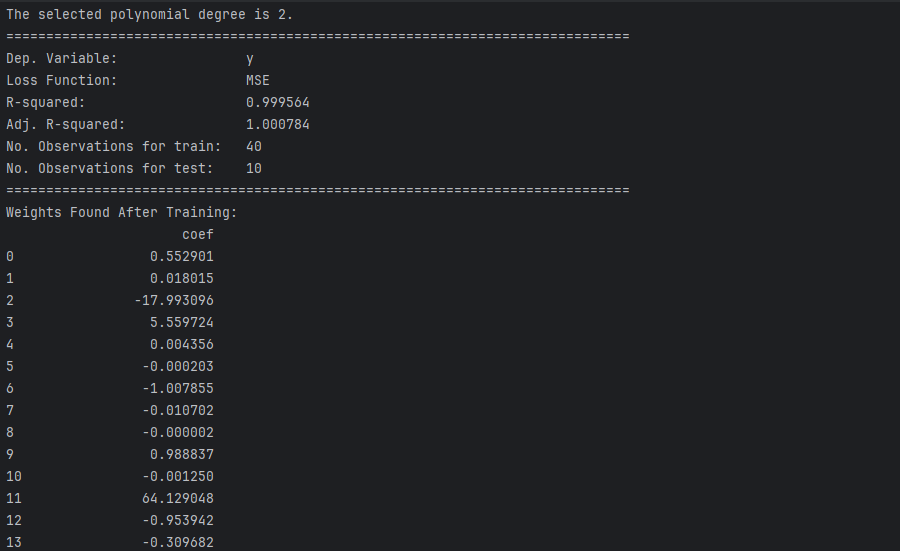 The selected polynomial degree is 2.
==============================================================================
Dep. Variable: y
Loss Function: MSE
R-squared: 0.999564
Adj. R-squared: 1.000784
No. Observations for train: 40
No. Observations for test: 10
==============================================================================
Weights Found After Training:
coef
0 0.552901
1 0.018015
2 -17.993096
3 5.559724
4 0.004356
5 -0.000203
6 -1.007855
7 -0.010702
8 -0.000002
9 0.988837
10 -0.001250
11 64.129048
12 -0.953942
13 -0.309682